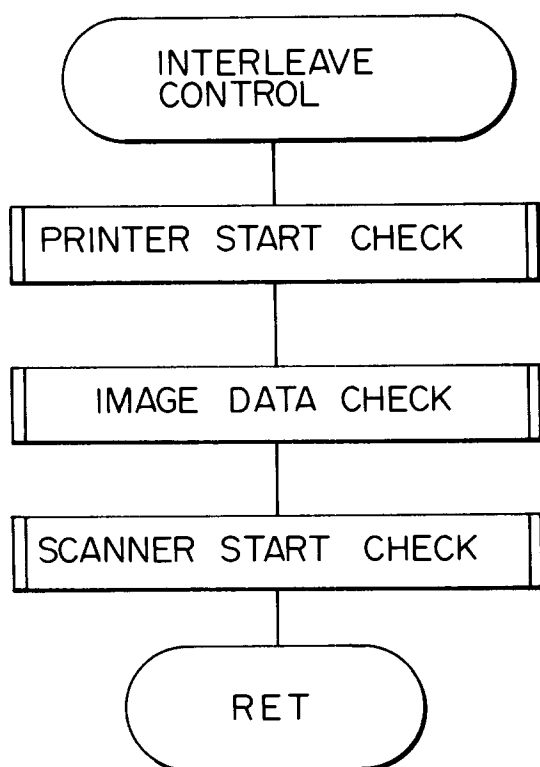 INTERLEAVE
CONTROL
PRINTER START CHECK
IMAGE DATA CHECK
SCANNER START CHECK
RET